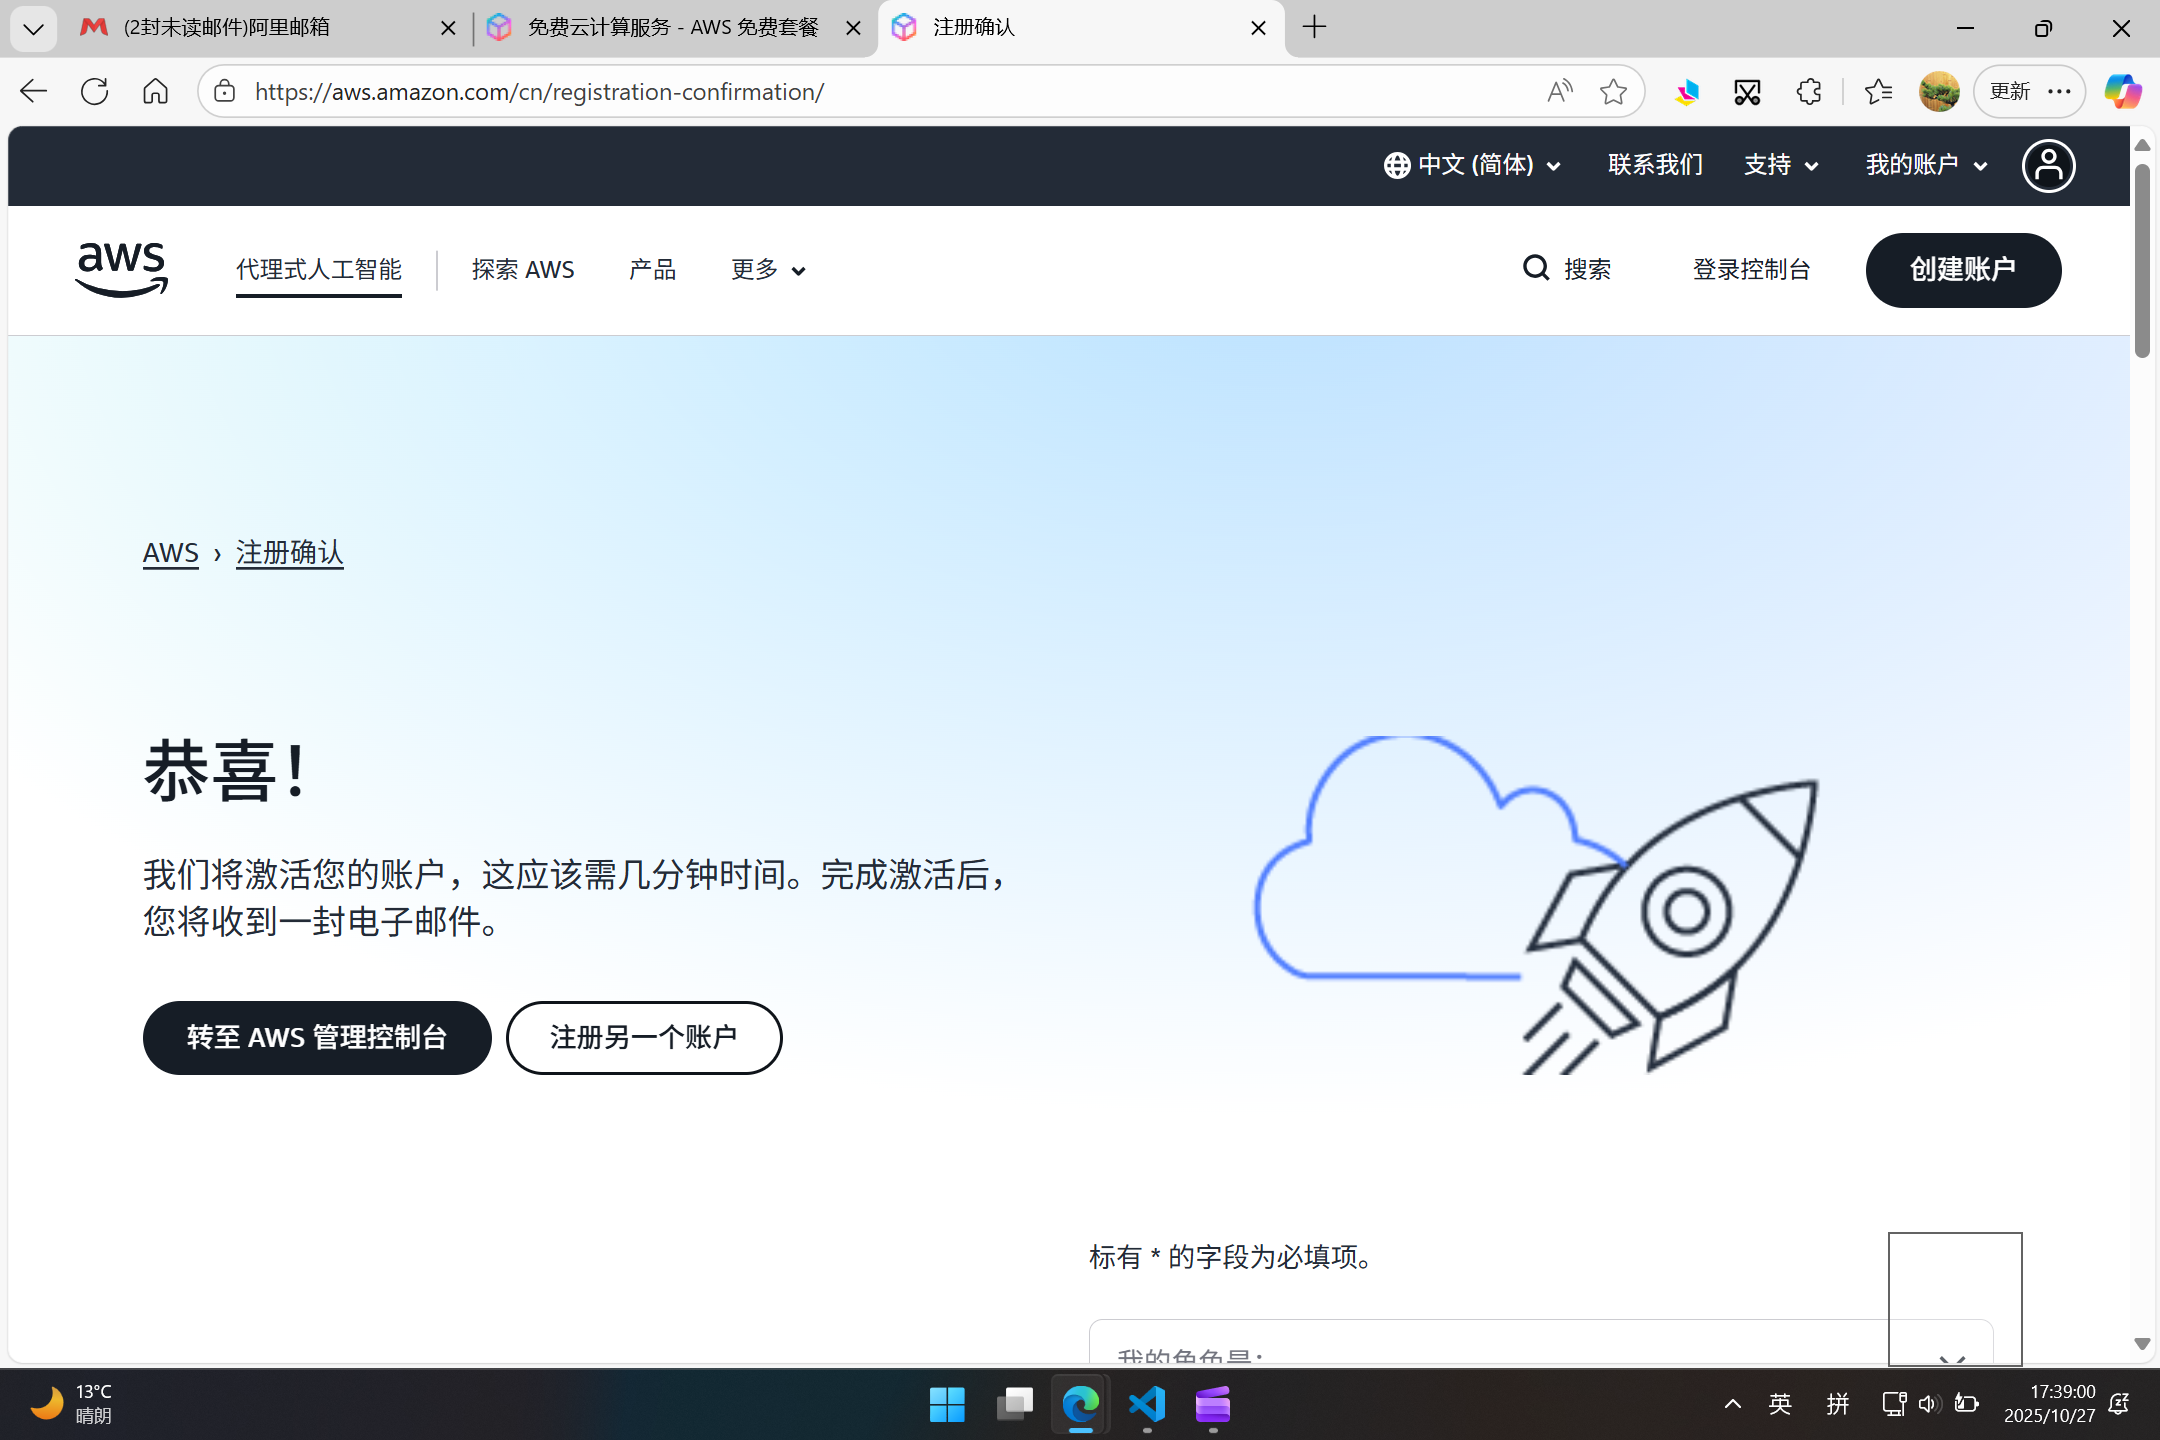 (2封未读邮件)阿里邮箱
免费云计算服务 - AWS 免费套餐
注册确认
https://aws.amazon.com/cn/registration-confirmation/
更新
中文 (简体)
联系我们
支持
我的账户
aws
代理式人工智能
探索 AWS
产品
更多
搜索
登录控制台
创建账户
AWS › 注册确认
恭喜！
我们将激活您的账户，这应该需几分钟时间。完成激活后，
您将收到一封电子邮件。
转至 AWS 管理控制台
注册另一个账户
标有 * 的字段为必填项。
我的角色是：
13°C
晴朗
英
拼
17:39:00
2025/10/27